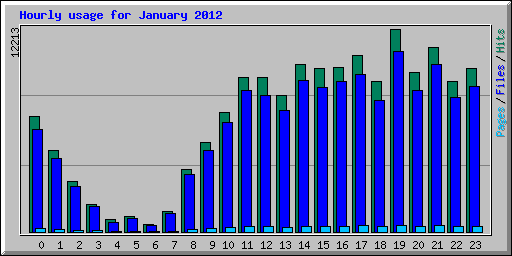 Hourly usage for January 2012
12213
Pages/Files/Hits
0 1 2 3 4 5 6 7 8 9 10 11 12 13 14 15 16 17 18 19 20 21 22 23